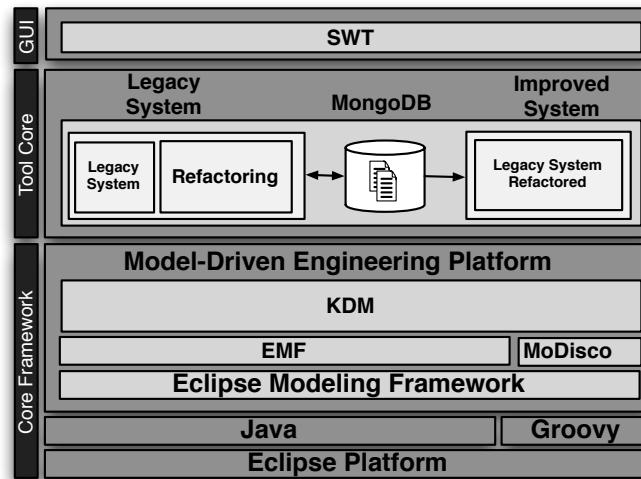 GUI
SWT
Tool Core
Legacy
System
MongoDB
Improved
System
Legacy
System
Refactoring
Legacy System
Refactored
Core Framework
Model-Driven Engineering Platform
KDM
EMF
MoDisco
Eclipse Modeling Framework
Java
Groovy
Eclipse Platform